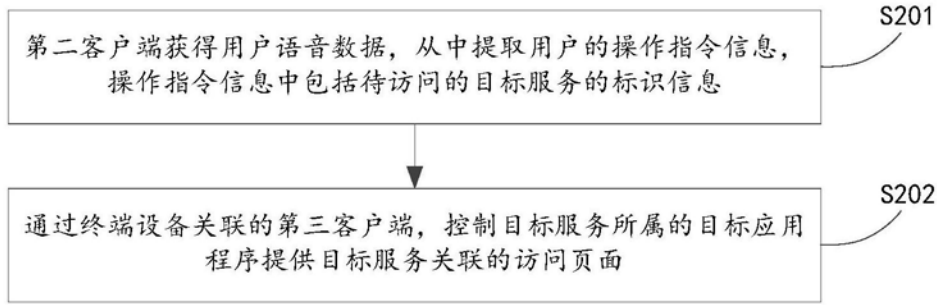 S201
第二客户端获得用户语音数据，从中提取用户的操作指令信息，
操作指令信息中包括待访问的目标服务的标识信息
S202
通过终端设备关联的第三客户端，控制目标服务所属的目标应用
程序提供目标服务关联的访问页面